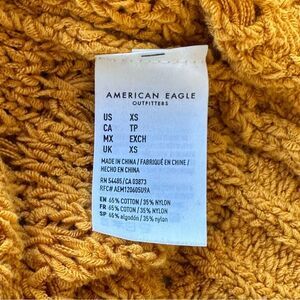 AMERICAN EAGLE
OUTFITTERS
US XS
CA TP
MX EXCH
UK XS
MADE IN CHINA / FABRIQUÉ EN CHINE /
HECHO EN CHINA
RN 54485 / CA 03873
REF# AEM120605U9A
EN 65% COTTON / 35% NYLON
FR 65% COTON / 35% NYLON
SP 65% algodón / 35% nylon